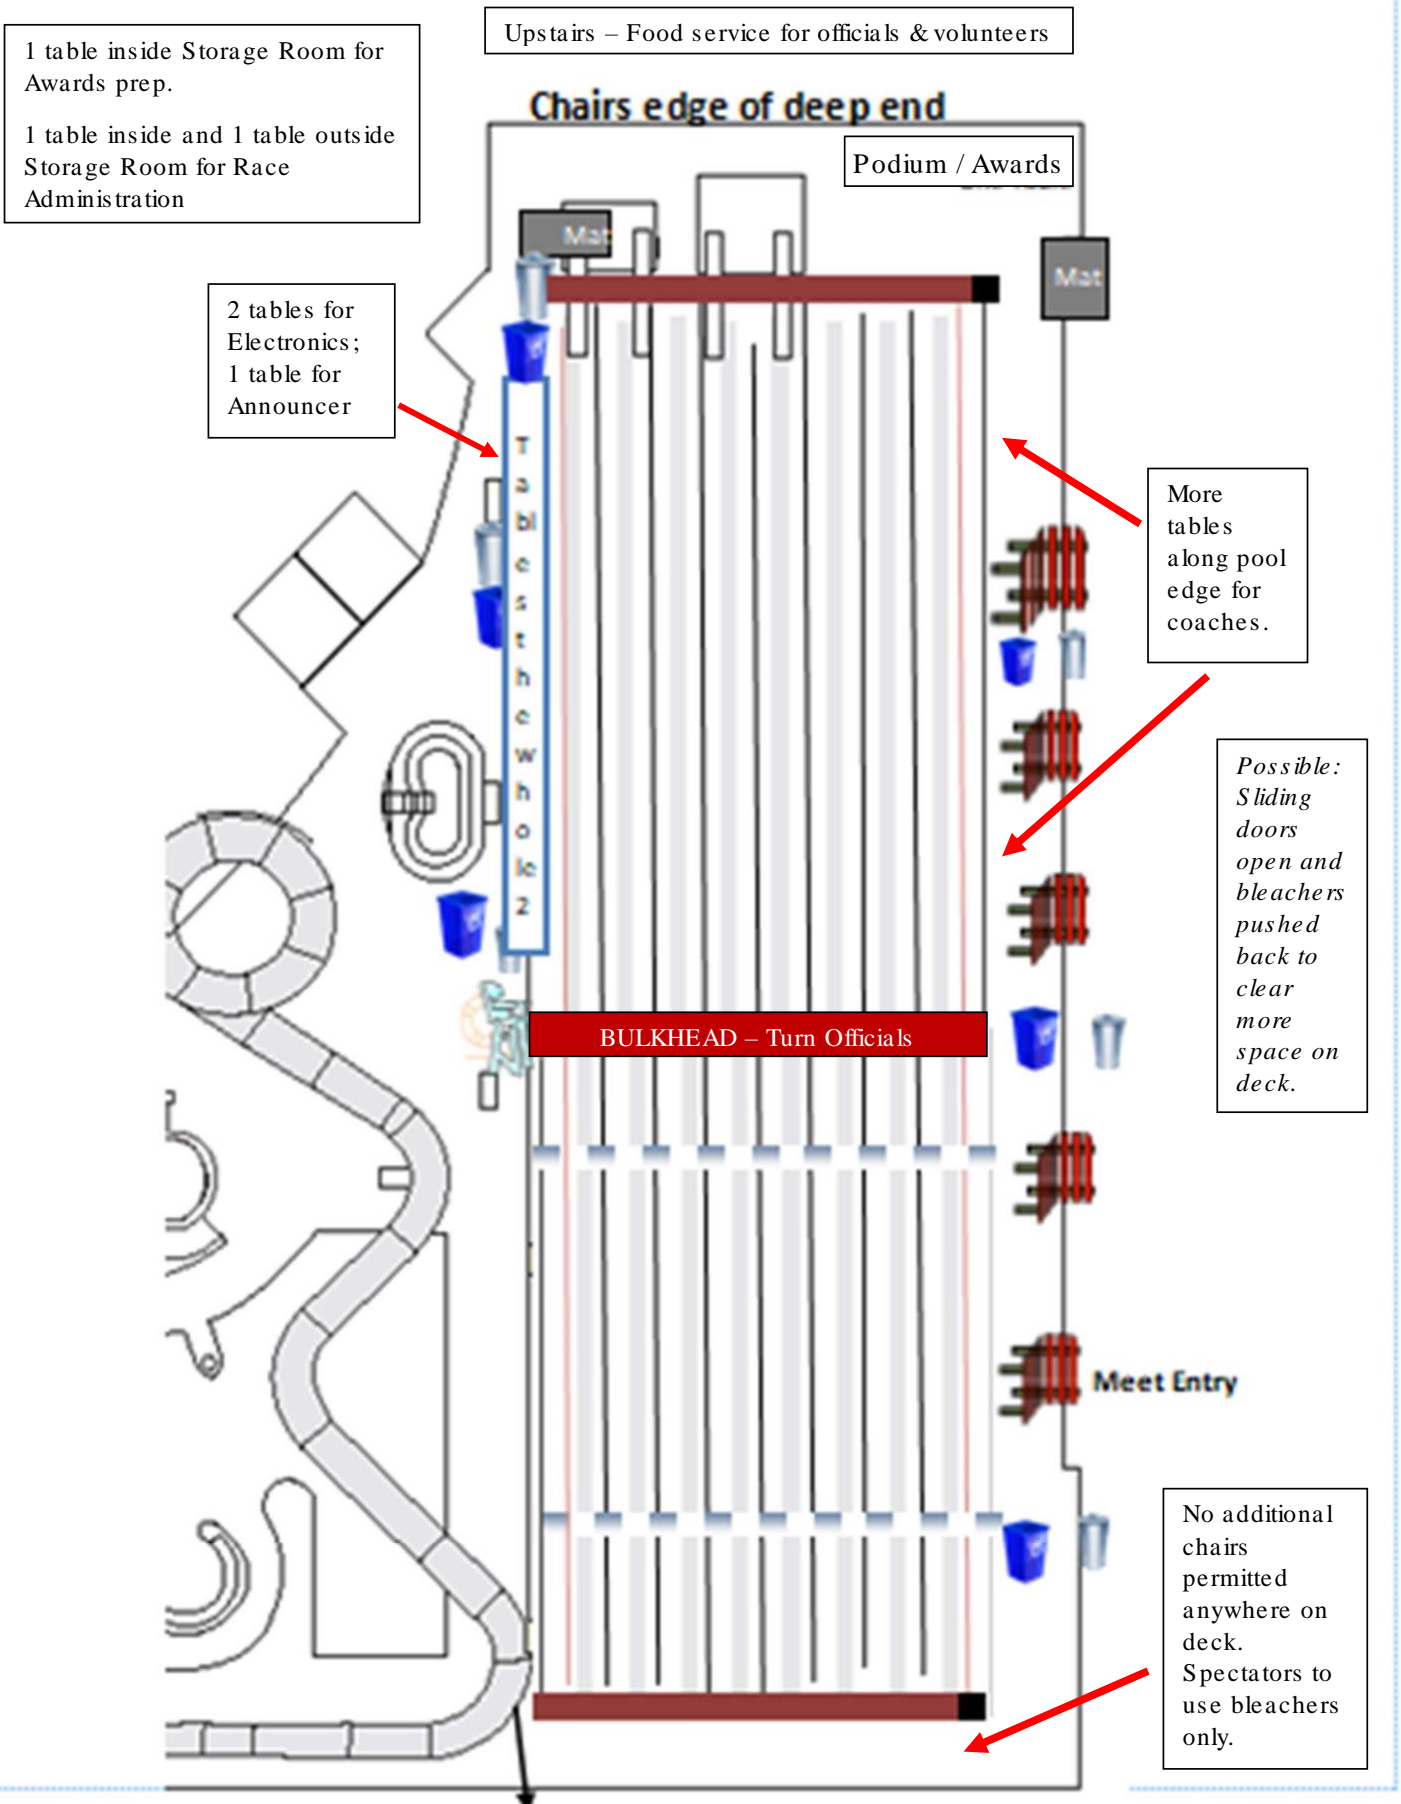 Upstairs – Food service for officials & volunteers
1 table inside Storage Room for
Awards prep.
1 table inside and 1 table outside
Storage Room for Race
Administration
Chairs edge of deep end
Podium / Awards
Mat
Mat
2 tables for
Electronics;
1 table for
Announcer
T
a
bl
e
s
t
h
e
w
h
o
le
2
More
tables
along pool
edge for
coaches.
Possible:
Sliding
doors
open and
bleachers
pushed
back to
clear
more
space on
deck.
BULKHEAD – Turn Officials
Meet Entry
No additional
chairs
permitted
anywhere on
deck.
Spectators to
use bleachers
only.